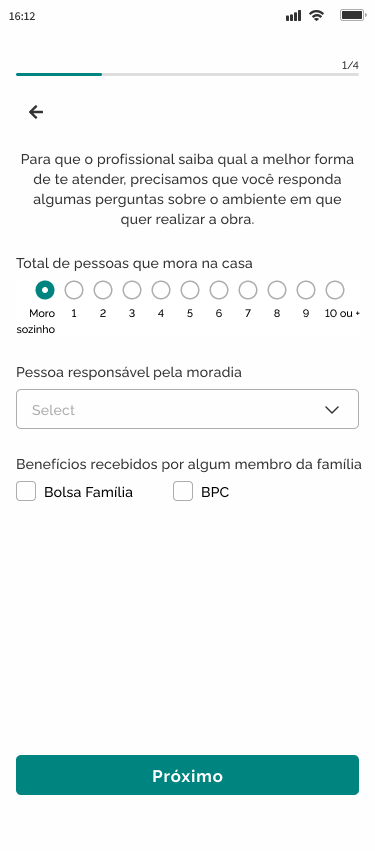 16:12
1/4
Para que o profissional saiba qual a melhor forma
de te atender, precisamos que você responda
algumas perguntas sobre o ambiente em que
quer realizar a obra.
Total de pessoas que mora na casa
Moro sozinho 1 2 3 4 5 6 7 8 9 10 ou +
Pessoa responsável pela moradia
Select
Benefícios recebidos por algum membro da família
Bolsa Família BPC
Próximo